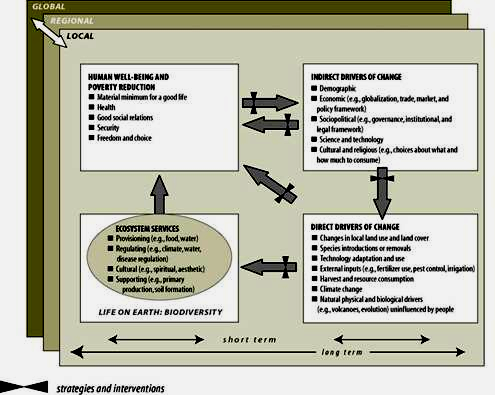 GLOBAL
REGIONAL
LOCAL
HUMAN WELL-BEING AND
POVERTY REDUCTION
■ Material minimum for a good life
■ Health
■ Good social relations
■ Security
■ Freedom and choice
INDIRECT DRIVERS OF CHANGE
■ Demographic
■ Economic (e.g., globalization, trade, market, and
policy framework)
■ Sociopolitical (e.g., governance, institutional, and
legal framework)
■ Science and technology
■ Cultural and religious (e.g., choices about what and
how much to consume)
ECOSYSTEM SERVICES
■ Provisioning (e.g., food, water)
■ Regulating (e.g., climate, water,
disease regulation)
■ Cultural (e.g., spiritual, aesthetic)
■ Supporting (e.g., primary
production, soil formation)
LIFE ON EARTH: BIODIVERSITY
DIRECT DRIVERS OF CHANGE
■ Changes in local land use and land cover
■ Species introductions or removals
■ Technology adaptation and use
■ External inputs (e.g., fertilizer use, pest control, irrigation)
■ Harvest and resource consumption
■ Climate change
■ Natural physical and biological drivers
(e.g., volcanoes, evolution) uninfluenced by people
short term
long term
strategies and interventions